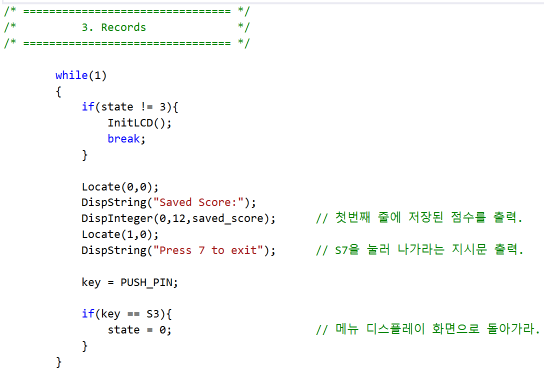 /* ================================ */
/*          3. Records              */
/* ================================ */
while(1)
{
if(state != 3){
InitLCD();
break;
}
Locate(0,0);
DispString("Saved Score:");
DispInteger(0,12,saved_score);      // 첫번째 줄에 저장된 점수를 출력.
Locate(1,0);
DispString("Press 7 to exit");      // S7을 눌러 나가라는 지시문 출력.
key = PUSH_PIN;
if(key == S3){
state = 0;      // 메뉴 디스플레이 화면으로 돌아가라.
}
}